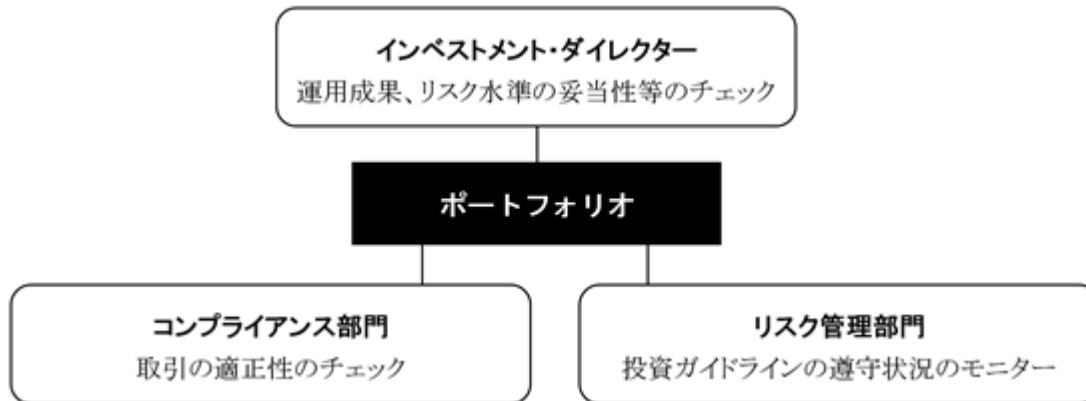 インベストメント・ダイレクター
運用成果、リスク水準の妥当性等のチェック
ポートフォリオ
コンプライアンス部門
取引の適正性のチェック
リスク管理部門
投資ガイドラインの遵守状況のモニター